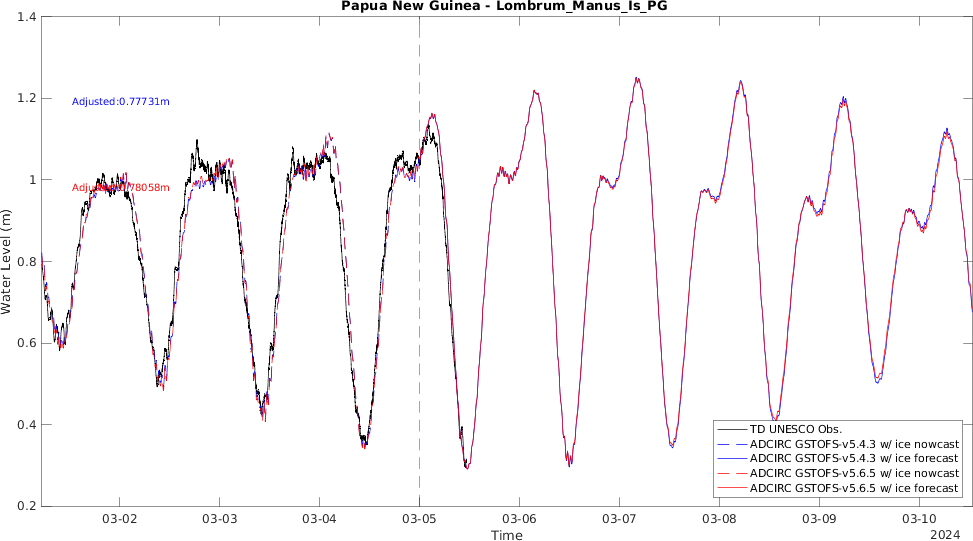 Papua New Guinea - Lombrum_Manus_Is_PG
1.4
1.2
1
0.8
0.6
0.4
0.2
Water Level (m)
Adjusted:0.77731m
03-02
03-03
03-04
03-05
03-06
03-07
03-08
03-09
03-10
Time
2024
TD UNESCO Obs.
ADCIRC GSTOFS-v5.4.3 w/ ice nowcast
ADCIRC GSTOFS-v5.4.3 w/ ice forecast
ADCIRC GSTOFS-v5.6.5 w/ ice nowcast
ADCIRC GSTOFS-v5.6.5 w/ ice forecast